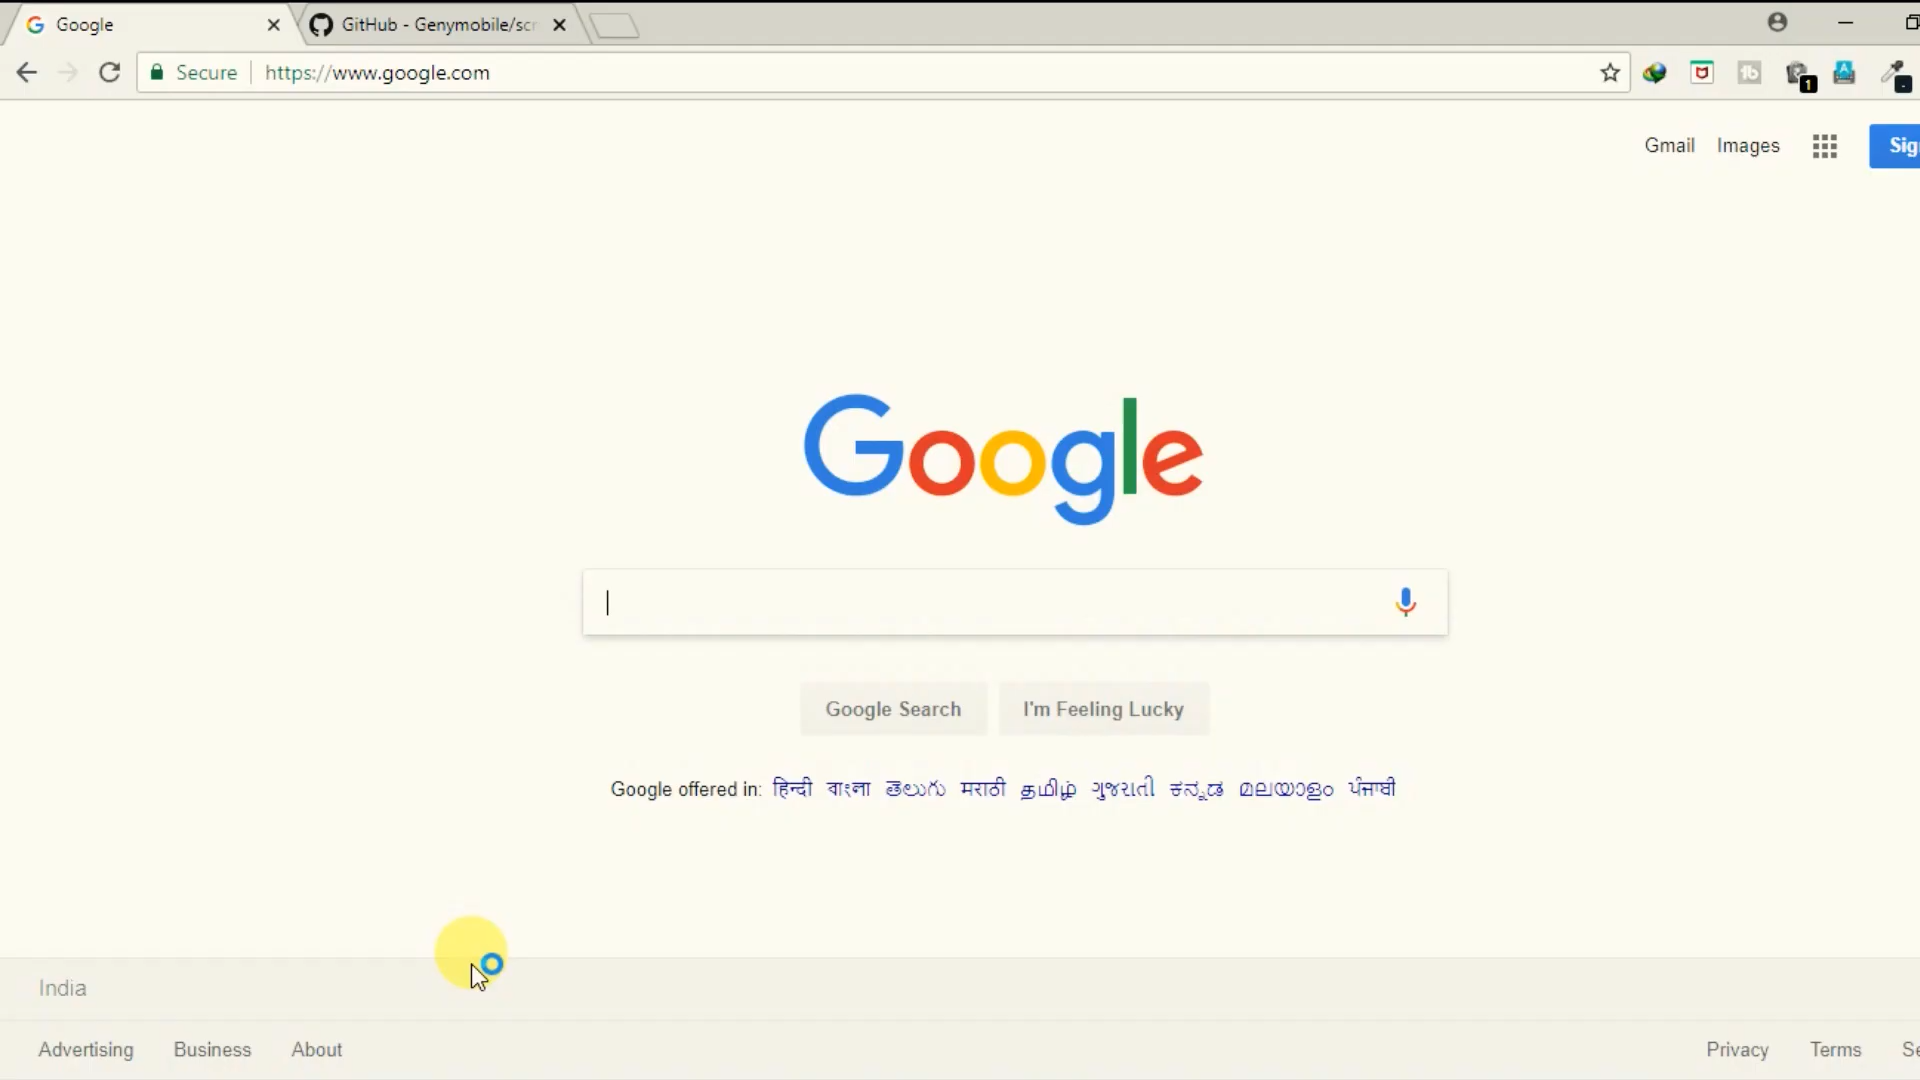 Google
GitHub - Genymobile/scr
Secure
https://www.google.com
1
Gmail Images
Sig
Google
Google Search
I'm Feeling Lucky
Google offered in: हिन्दी বাংলা తెలుగు मराठी தமிழ் ગુજરાતી ಕನ್ನಡ മലയാളം ਪੰਜਾਬੀ
India
Advertising Business About
Privacy Terms Se